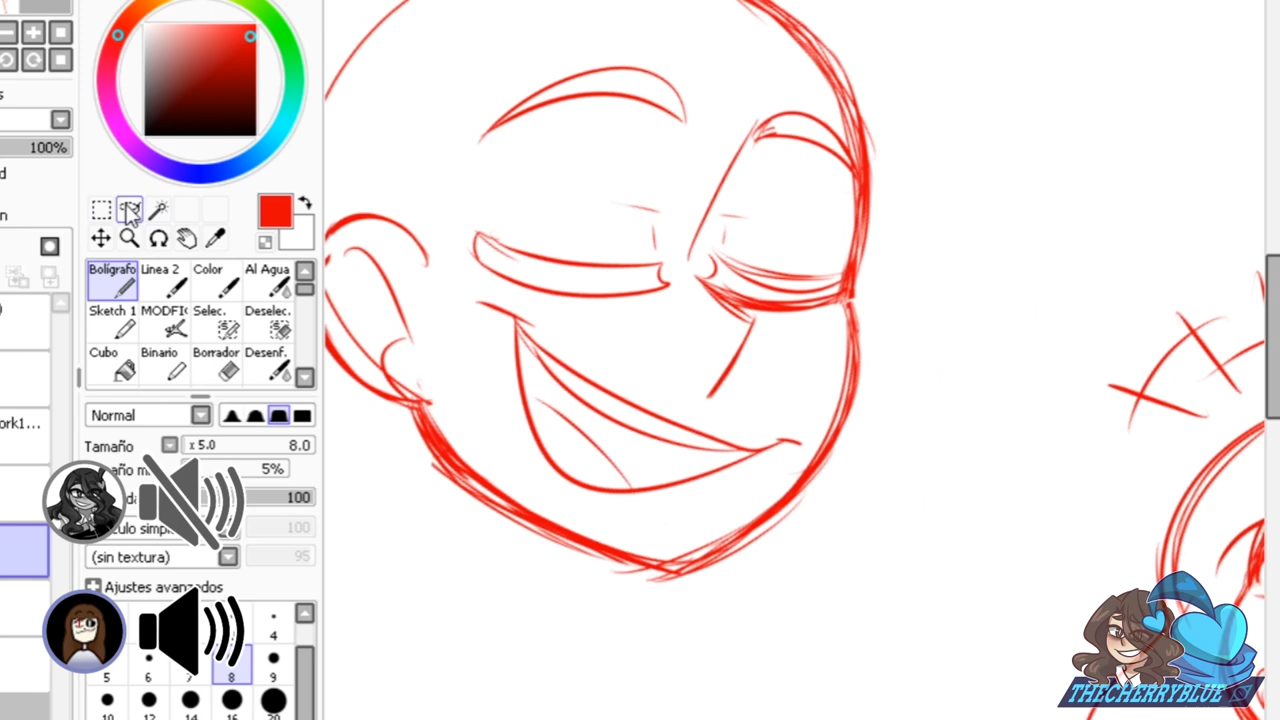 100%
Bolígrafo Linea 2 Color Al Agua
Sketch 1 MODFI Selec. Deselec.
Cubo Binario Borrador Desenf.
Normal
Tamaño x 5.0 8.0
5%
100
100
(sin textura) 95
Ajustes avanzados
4
5 6 7 8 9
10 12 14 16 20
ork1...
THECHERRYBLUE